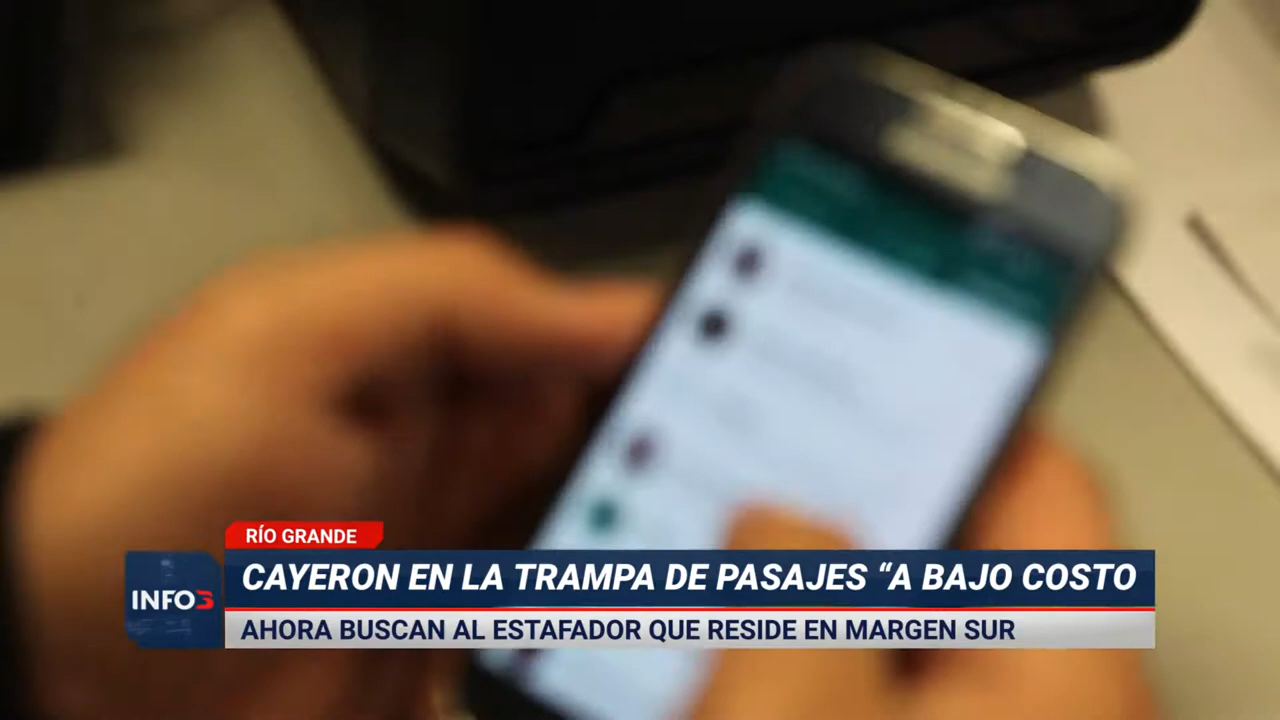 RÍO GRANDE
INFO3
CAYERON EN LA TRAMPA DE PASAJES “A BAJO COSTO
AHORA BUSCAN AL ESTAFADOR QUE RESIDE EN MARGEN SUR